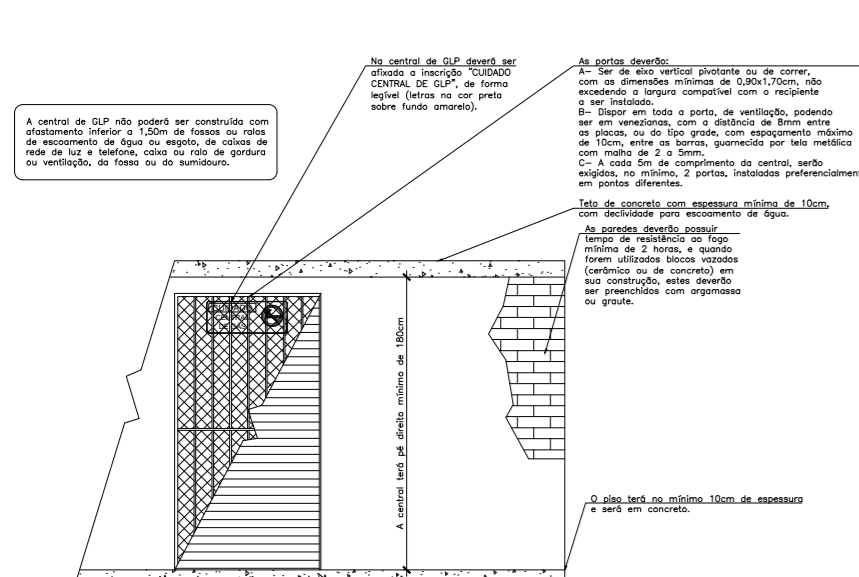 Na central de GLP deverá ser
afixada a inscrição "CUIDADO
CENTRAL DE GLP", de forma
legível (letras na cor preta
sobre fundo amarelo).
As portas deverão:
A- Ser de eixo vertical pivotante ou de correr,
com as dimensões mínimas de 0,90x1,70cm, não
excedendo a largura compatível com o recipiente
a ser instalado.
B- Dispor em toda a porta, de ventilação, podendo
ser em venezianas, com a distância de 8mm entre
as placas, ou do tipo grade, com espaçamento máximo
de 10cm, entre as barras, guarnecida por tela metálica
com malha de 2 a 5mm.
C- A cada 5m de comprimento da central, serão
exigidos, no mínimo, 2 portas, instaladas preferencialment
em pontos diferentes.
A central de GLP não poderá ser construída com
afastamento inferior a 1,50m de fossos ou ralos
de escoamento de água ou esgoto, de caixas de
rede de luz e telefone, caixa ou ralo de gordura
ou ventilação, da fossa ou do sumidouro.
Teto de concreto com espessura mínima de 10cm,
com declividade para escoamento de água.
As paredes deverão possuir
tempo de resistência ao fogo
mínima de 2 horas, e quando
forem utilizados blocos vazados
(cerâmico ou de concreto) em
sua construção, estes deverão
ser preenchidos com argamassa
ou graute.
CENTRAL
DE GÁS
A central terá pé direito mínimo de 180cm
O piso terá no mínimo 10cm de espessura
e será em concreto.